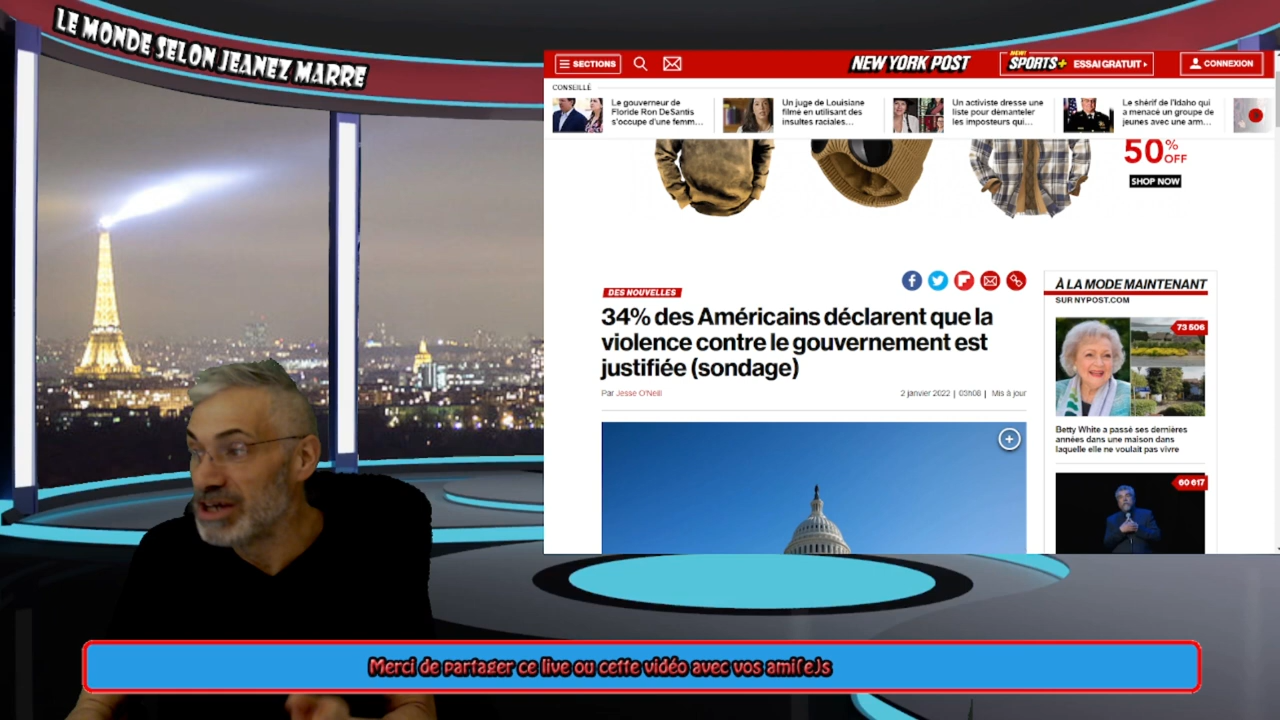 LE MONDE SELON JEANEZ MARRE
SECTIONS
NEW YORK POST
NEW!
SPORTS+ ESSAI GRATUIT
CONNEXION
CONSEILLÉ
Le gouverneur de
Floride Ron DeSantis
s'occupe d'une femm...
Un juge de Louisiane
filmé en utilisant des
insultes raciales...
Un activiste dresse une
liste pour démanteler
les imposteurs qui...
Le shérif de l'Idaho qui
a menacé un groupe de
jeunes avec une arm...
50% OFF
SHOP NOW
DES NOUVELLES
34% des Américains déclarent que la
violence contre le gouvernement est
justifiée (sondage)
Par Jesse O'Neill
2 janvier 2022 | 05h06 | Mis à jour
À LA MODE MAINTENANT
SUR NYPOST.COM
73 506
Betty White a passé ses dernières
années dans une maison dans
laquelle elle ne voulait pas vivre
60 617
Merci de partager ce live ou cette vidéo avec vos ami(e)s